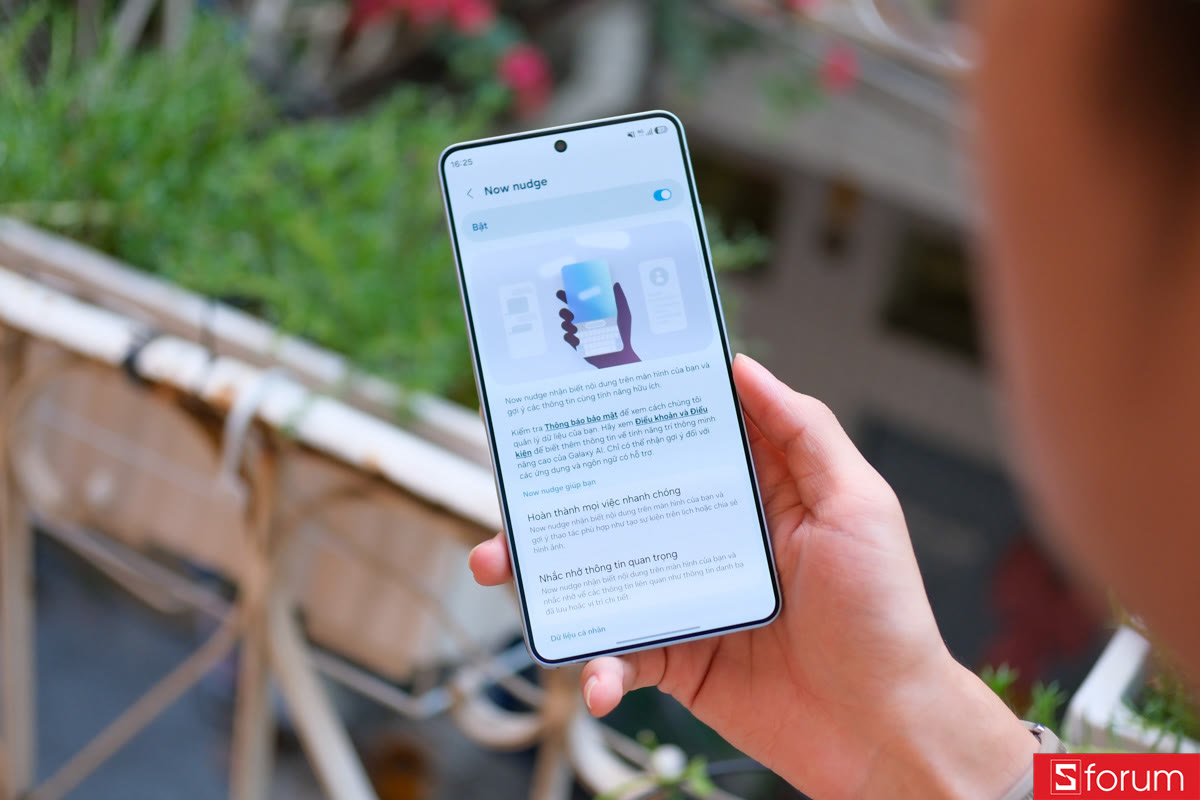 16:25
Now nudge
Bật
Now nudge nhận biết nội dung trên màn hình của bạn và
gợi ý các thông tin cùng tính năng hữu ích.
Kiểm tra Thông báo bảo mật để xem cách chúng tôi
quản lý dữ liệu của bạn. Hãy xem Điều khoản và Điều
kiện để biết thêm thông tin về tính năng trí thông minh
nâng cao của Galaxy AI. Chỉ có thể nhận gợi ý đối với
các ứng dụng và ngôn ngữ có hỗ trợ.
Now nudge giúp bạn
Hoàn thành mọi việc nhanh chóng
Now nudge nhận biết nội dung trên màn hình của bạn và
gợi ý thao tác phù hợp như tạo sự kiện trên lịch hoặc chia sẻ
hình ảnh.
Nhắc nhở thông tin quan trọng
Now nudge nhận biết nội dung trên màn hình của bạn và
nhắc nhở về các thông tin liên quan như thông tin danh bạ
đã lưu hoặc vị trí chi tiết.
Dữ liệu cá nhân
Sforum